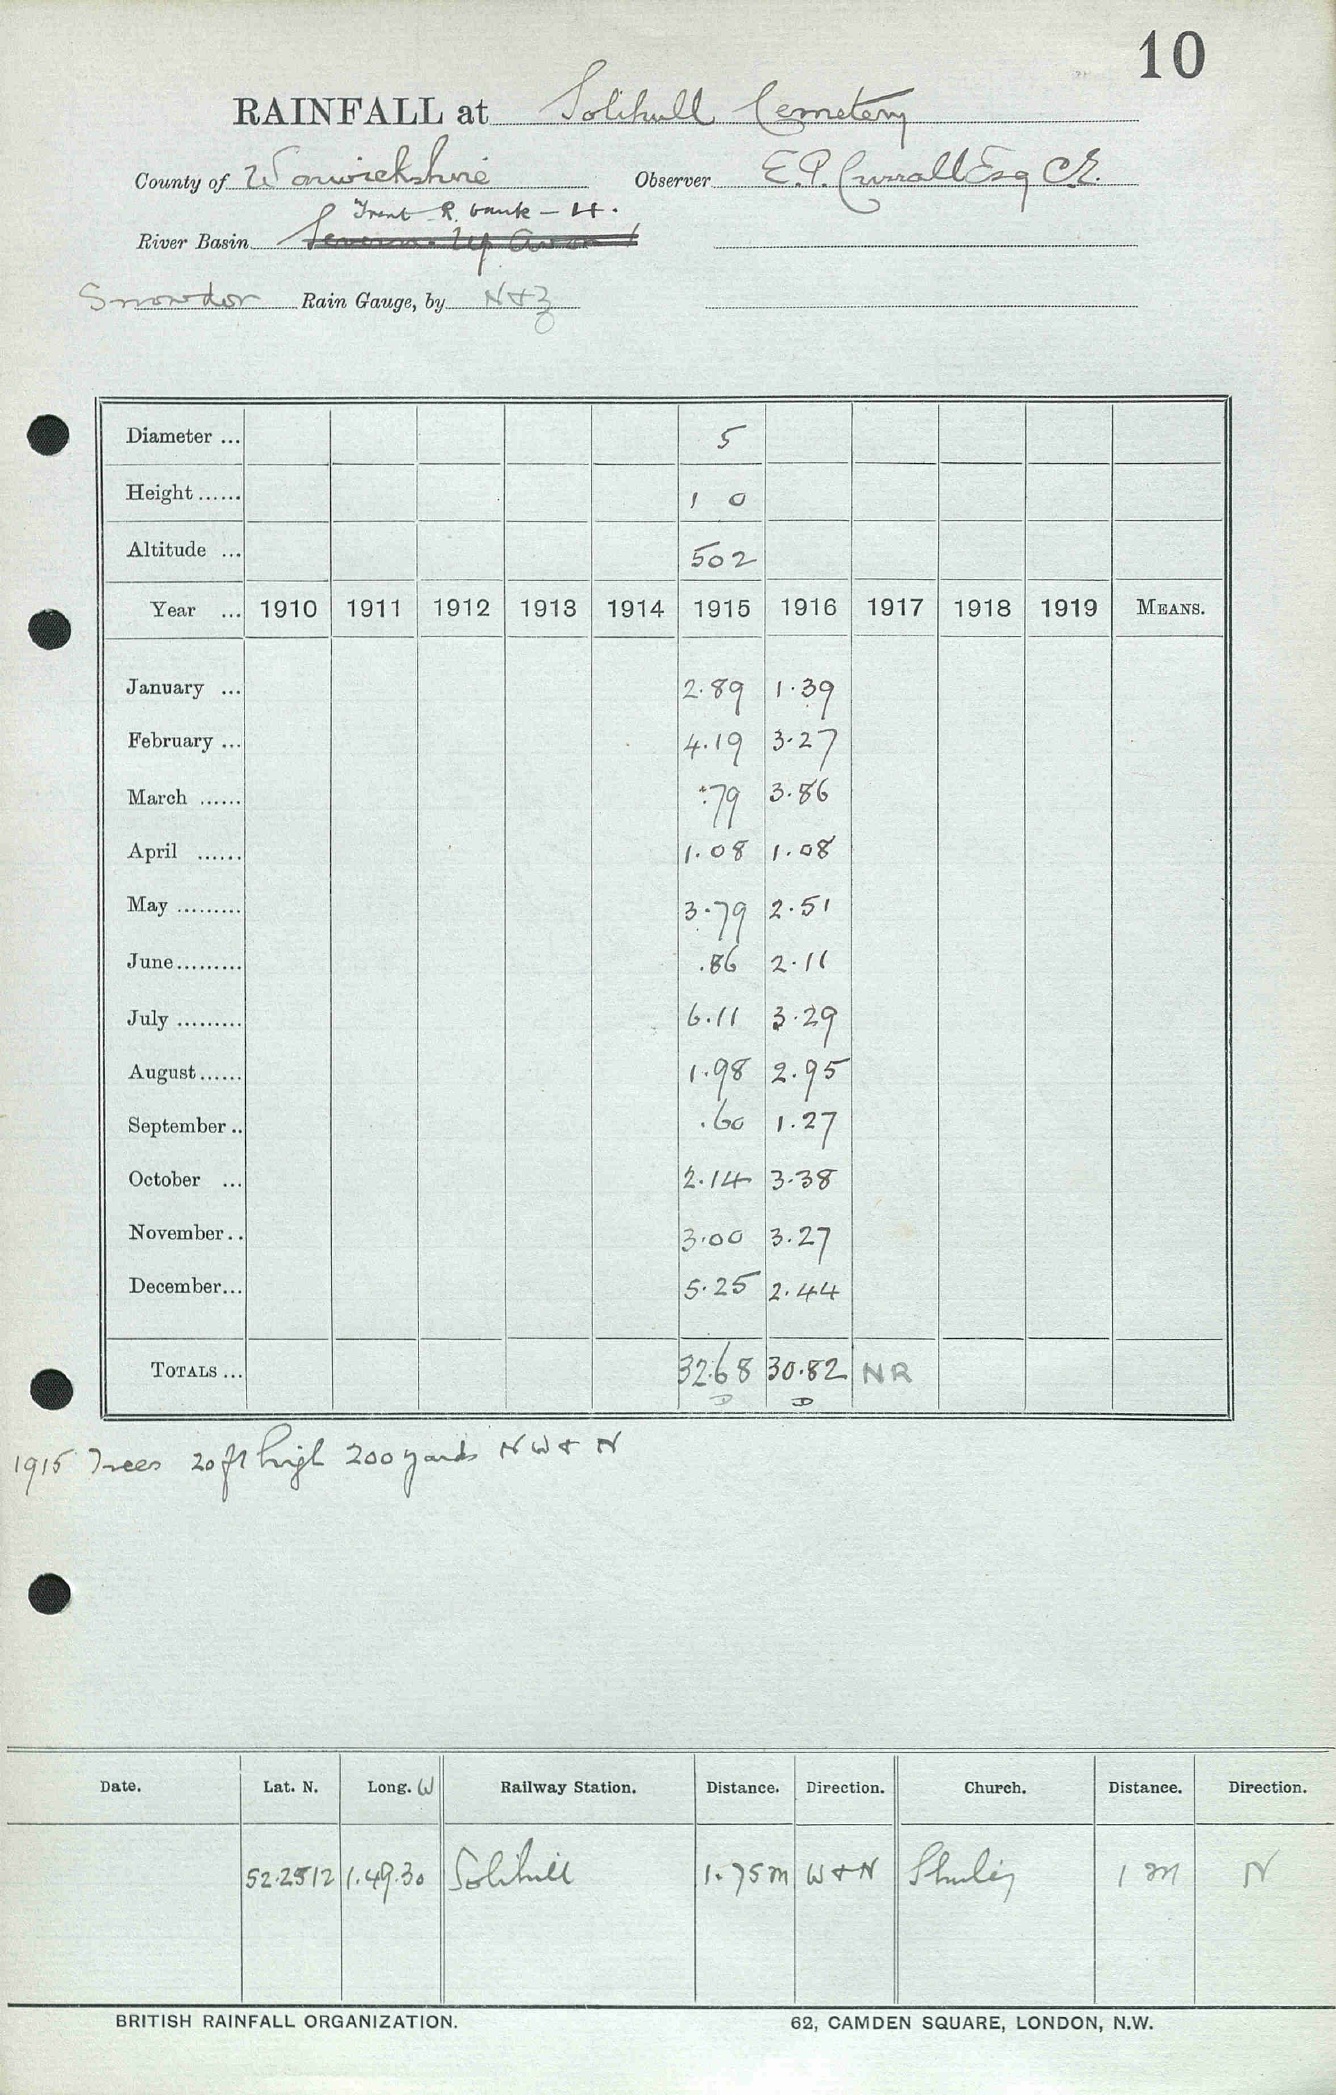 10
RAINFALL at Solihull Cemetery
County of Warwickshire Observer E.P. Currall Esq C.E.
Trent R. bank - 4.
River Basin Severn - Up Avon
Snowdon Rain Gauge, by N & Z
Diameter ... 5
Height ...... 1 0
Altitude ... 502
Year ... 1910 1911 1912 1913 1914 1915 1916 1917 1918 1919 MEANS.
January ... 2.89 1.39
February ... 4.19 3.27
March ...... .79 3.86
April ...... 1.08 1.08
May ......... 3.79 2.51
June ......... .86 2.11
July ......... 6.11 3.29
August ...... 1.98 2.95
September .. .60 1.27
October ... 2.14 3.38
November .. 3.00 3.27
December ... 5.25 2.44
TOTALS ... 32.68 30.82 NR
D D
1915 Trees 20 ft high 200 yards NW & N
Date. Lat. N. Long. W Railway Station. Distance. Direction. Church. Distance. Direction.
52.23 12 1.49.30 Solihull 1.75m W & N Shirley 1 m N
BRITISH RAINFALL ORGANIZATION. 62, CAMDEN SQUARE, LONDON, N.W.